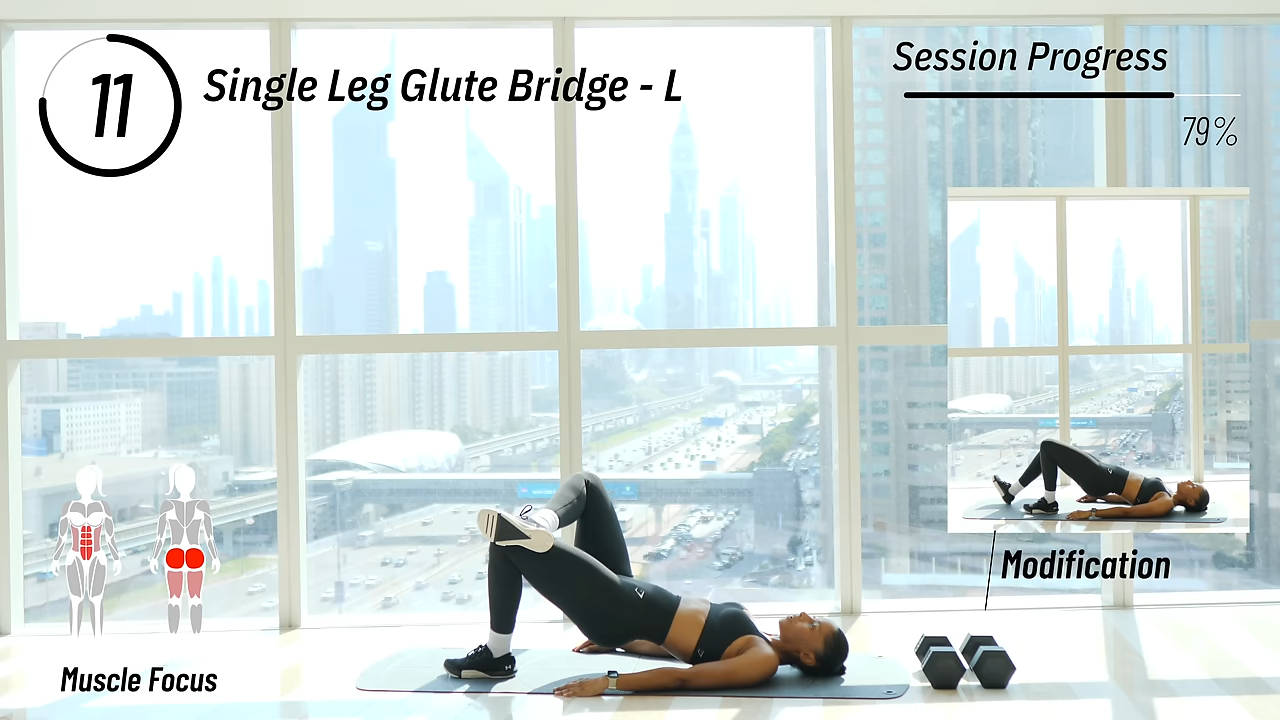 11
Single Leg Glute Bridge - L
Session Progress
79%
Modification
Muscle Focus